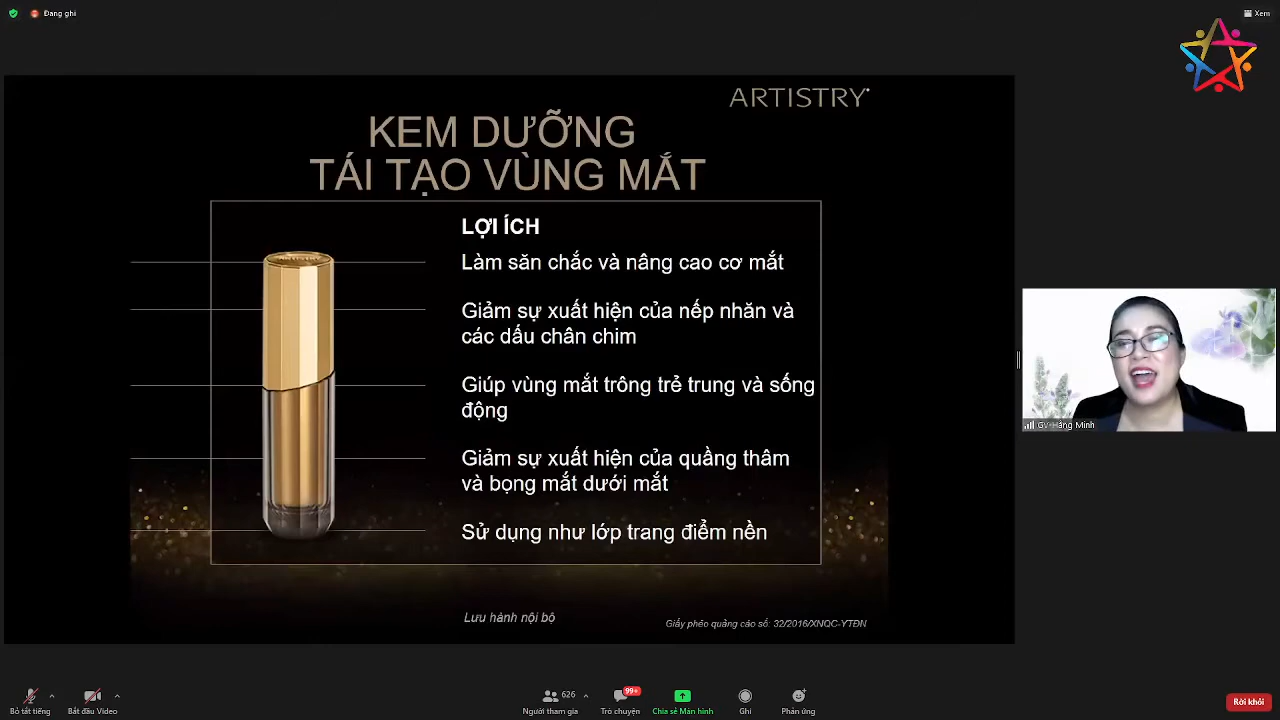 Đang ghi
Xem
ARTISTRY
KEM DƯỠNG
TÁI TẠO VÙNG MẮT
LỢI ÍCH
Làm săn chắc và nâng cao cơ mắt
Giảm sự xuất hiện của nếp nhăn và
các dấu chân chim
Giúp vùng mắt trông trẻ trung và sống
động
Giảm sự xuất hiện của quầng thâm
và bọng mắt dưới mắt
Sử dụng như lớp trang điểm nền
Lưu hành nội bộ
Giấy phép quảng cáo số: 32/2016/XNQC-YTĐN
GV-Hằng Minh
Bỏ tắt tiếng
Bắt đầu Video
626
Người tham gia
99+
Trò chuyện
Chia sẻ Màn hình
Ghi
Phản ứng
Rời khỏi